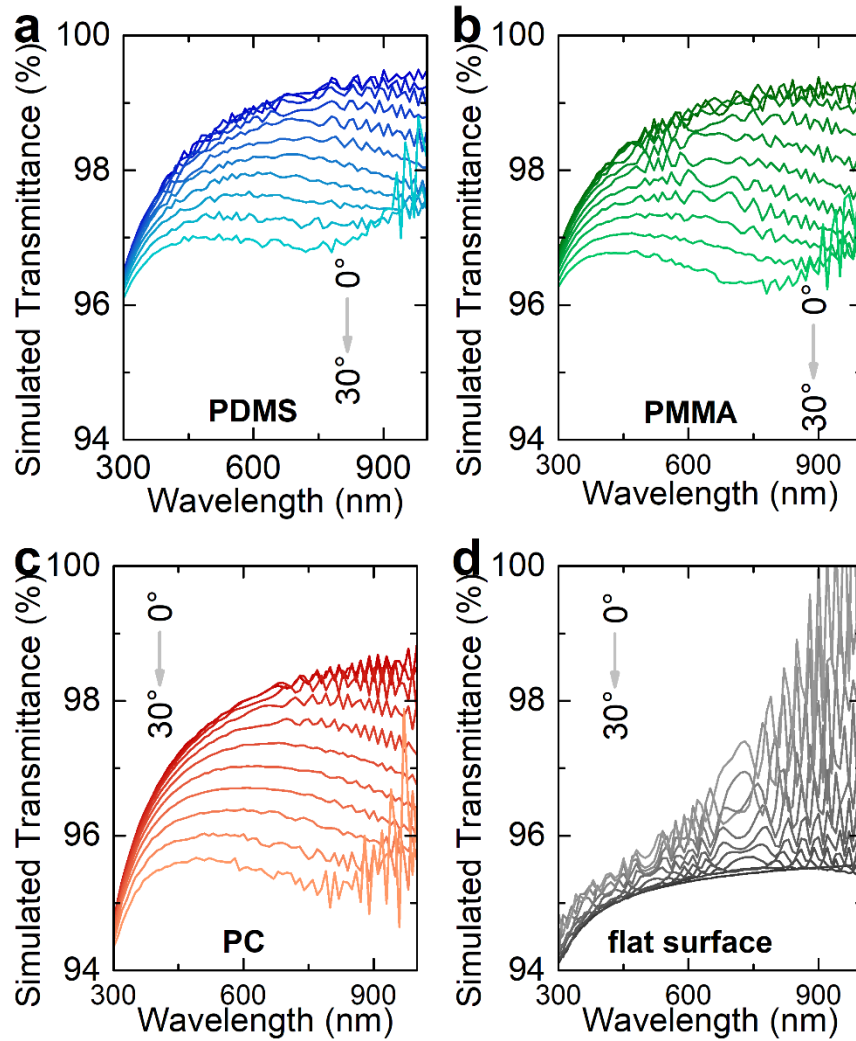 a
100
98
96
94
Simulated Transmittance (%)
0°
30°
PDMS
300
600
900
Wavelength (nm)
b
100
98
96
94
Simulated Transmittance (%)
0°
30°
PMMA
300
600
900
Wavelength (nm)
c
100
98
96
94
Simulated Transmittance (%)
0°
30°
PC
300
600
900
Wavelength (nm)
d
100
98
96
94
Simulated Transmittance (%)
0°
30°
flat surface
300
600
900
Wavelength (nm)